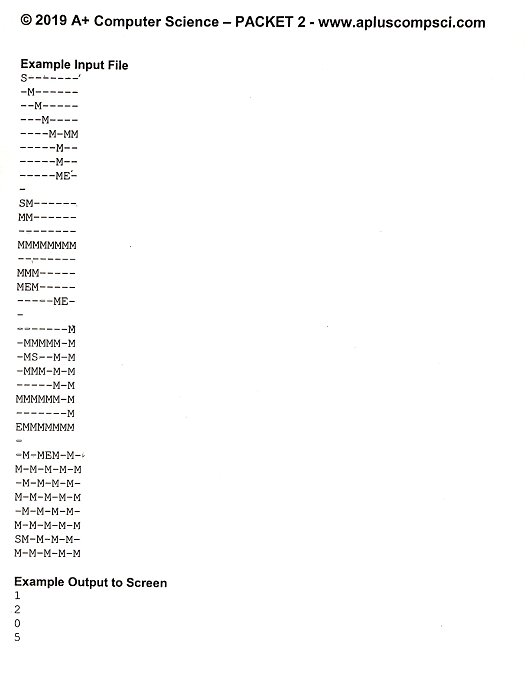 © 2019 A+ Computer Science – PACKET 2 - www.apluscompsci.com
Example Input File
S-------
-M------
--M-----
---M----
----M-MM
-----M--
-----M--
-----ME-
-
SM------
MM------
--------
MMMMMMMM
--------
MMM-----
MEM-----
-----ME-
-
-------M
-MMMMM-M
-MS--M-M
-MMM-M-M
-----M-M
MMMMMM-M
-------M
EMMMMMMM
-
-M-MEM-M-
M-M-M-M-M
-M-M-M-M-
M-M-M-M-M
-M-M-M-M-
M-M-M-M-M
SM-M-M-M-
M-M-M-M-M
Example Output to Screen
1
2
0
5